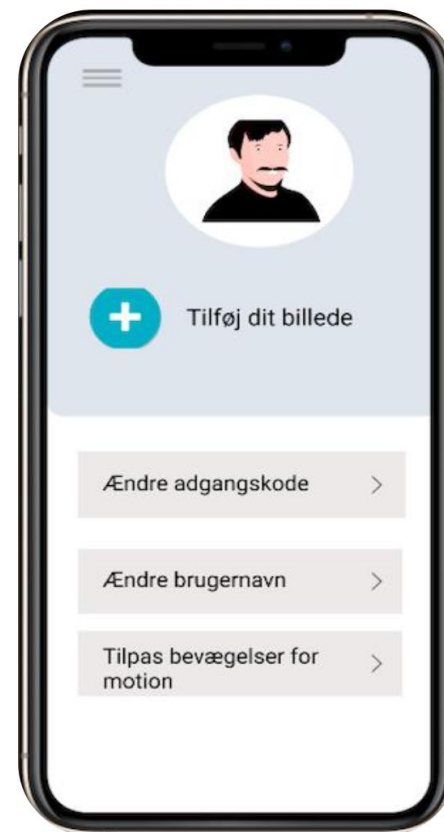 Tilføj dit billede
Ændre adgangskode
Ændre brugernavn
Tilpas bevægelser for
motion